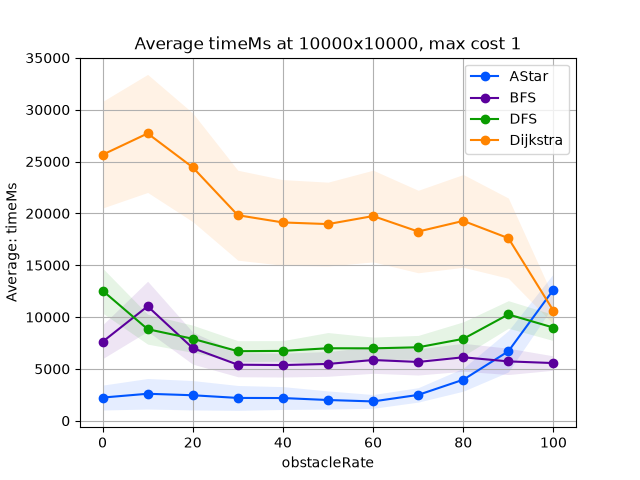 Average timeMs at 10000x10000, max cost 1
35000
30000
25000
20000
15000
10000
5000
0
Average: timeMs
AStar
BFS
DFS
Dijkstra
0 20 40 60 80 100
obstacleRate